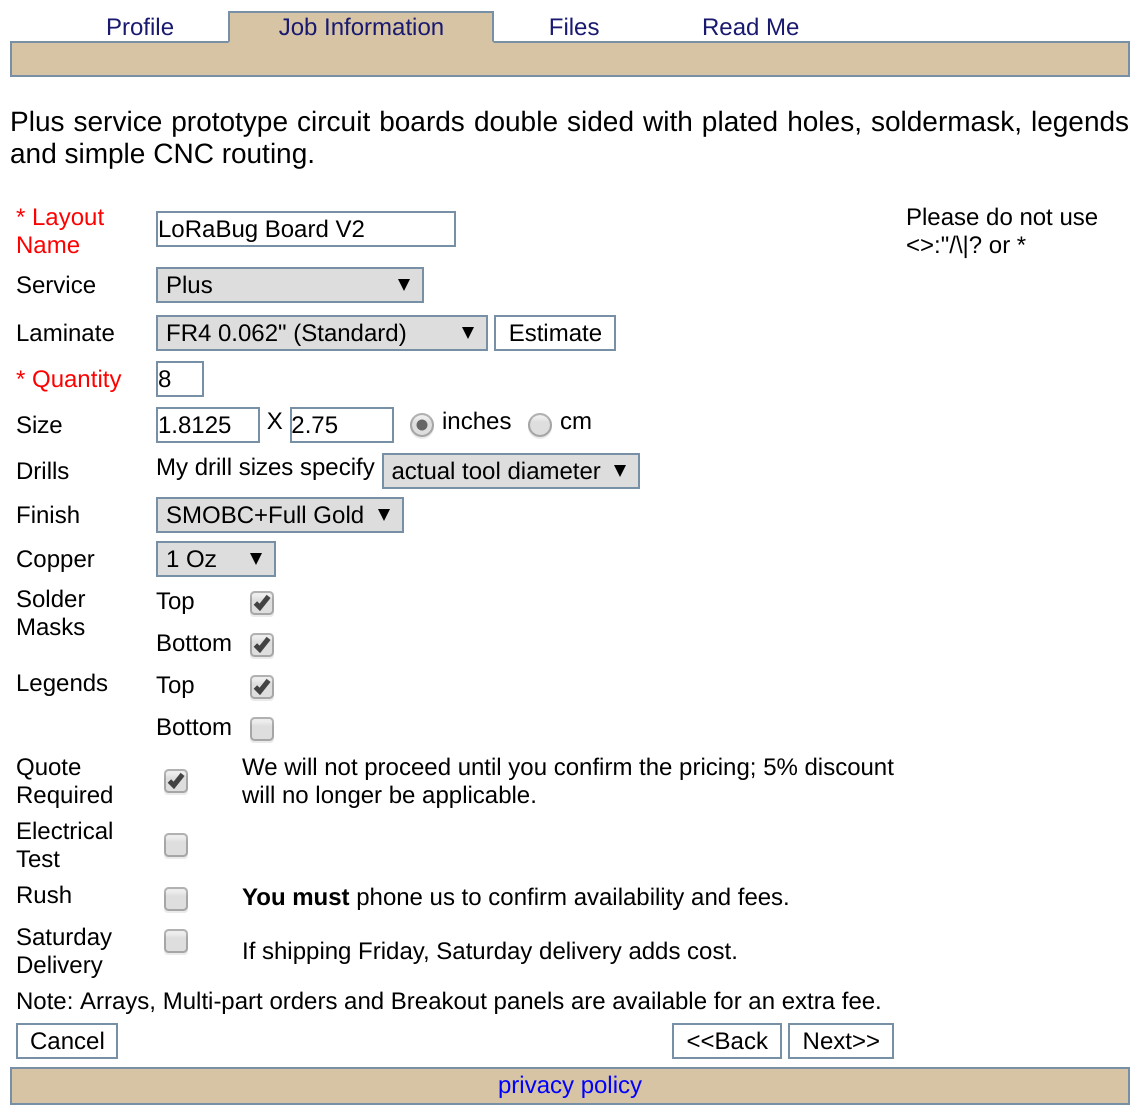 Profile Job Information Files Read Me
Plus service prototype circuit boards double sided with plated holes, soldermask, legends
and simple CNC routing.
* Layout
Name
LoRaBug Board V2
Please do not use
<>:"/\|? or *
Service Plus ▼
Laminate FR4 0.062" (Standard) ▼ Estimate
* Quantity 8
Size 1.8125 X 2.75 inches cm
Drills My drill sizes specify actual tool diameter ▼
Finish SMOBC+Full Gold ▼
Copper 1 Oz ▼
Solder
Masks
Top
Bottom
Legends Top
Bottom
Quote
Required
We will not proceed until you confirm the pricing; 5% discount
will no longer be applicable.
Electrical
Test
Rush You must phone us to confirm availability and fees.
Saturday
Delivery
If shipping Friday, Saturday delivery adds cost.
Note: Arrays, Multi-part orders and Breakout panels are available for an extra fee.
Cancel <<Back Next>>
privacy policy